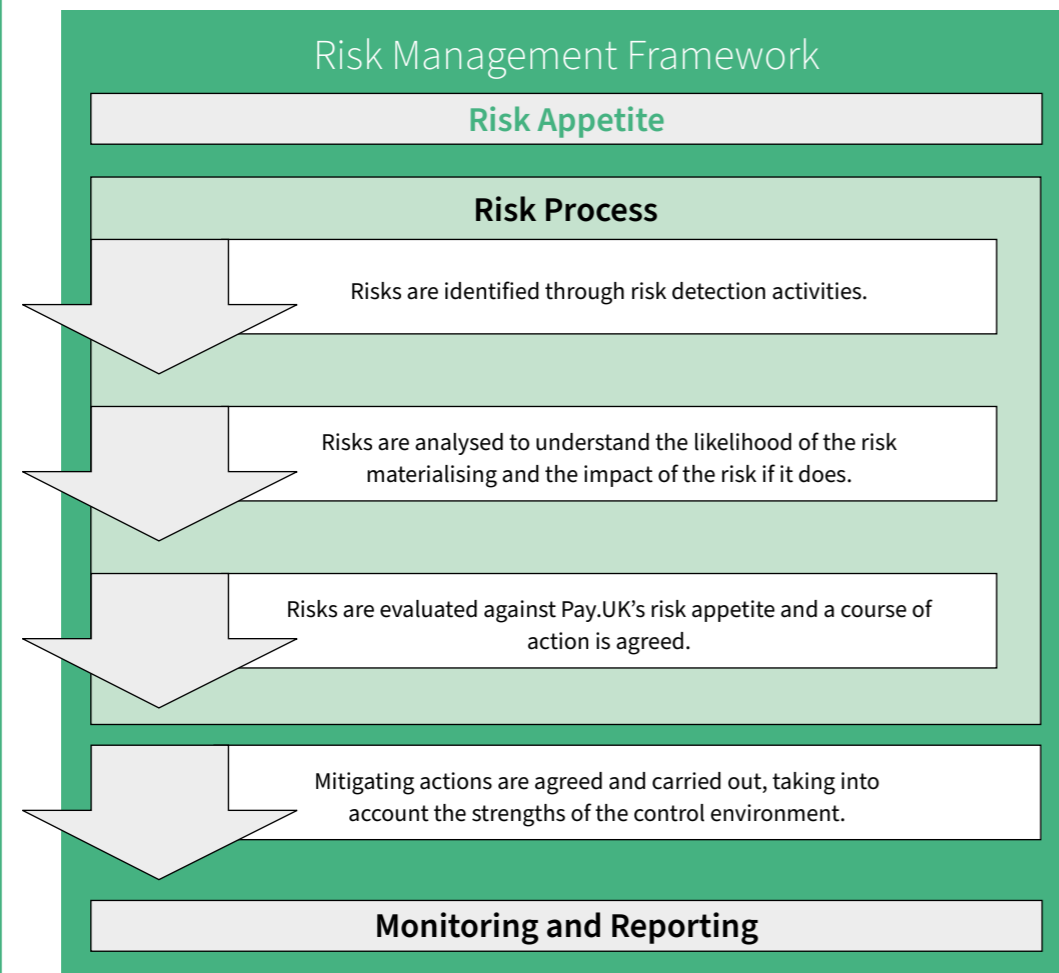 Risk Management Framework
Risk Appetite
Risk Process
Risks are identified through risk detection activities.
Risks are analysed to understand the likelihood of the risk
materialising and the impact of the risk if it does.
Risks are evaluated against Pay.UK’s risk appetite and a course of
action is agreed.
Mitigating actions are agreed and carried out, taking into
account the strengths of the control environment.
Monitoring and Reporting